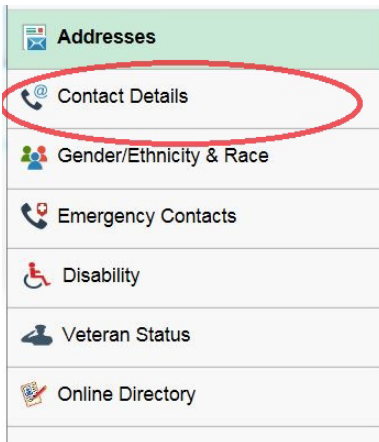 Addresses
Contact Details
Gender/Ethnicity & Race
Emergency Contacts
Disability
Veteran Status
Online Directory